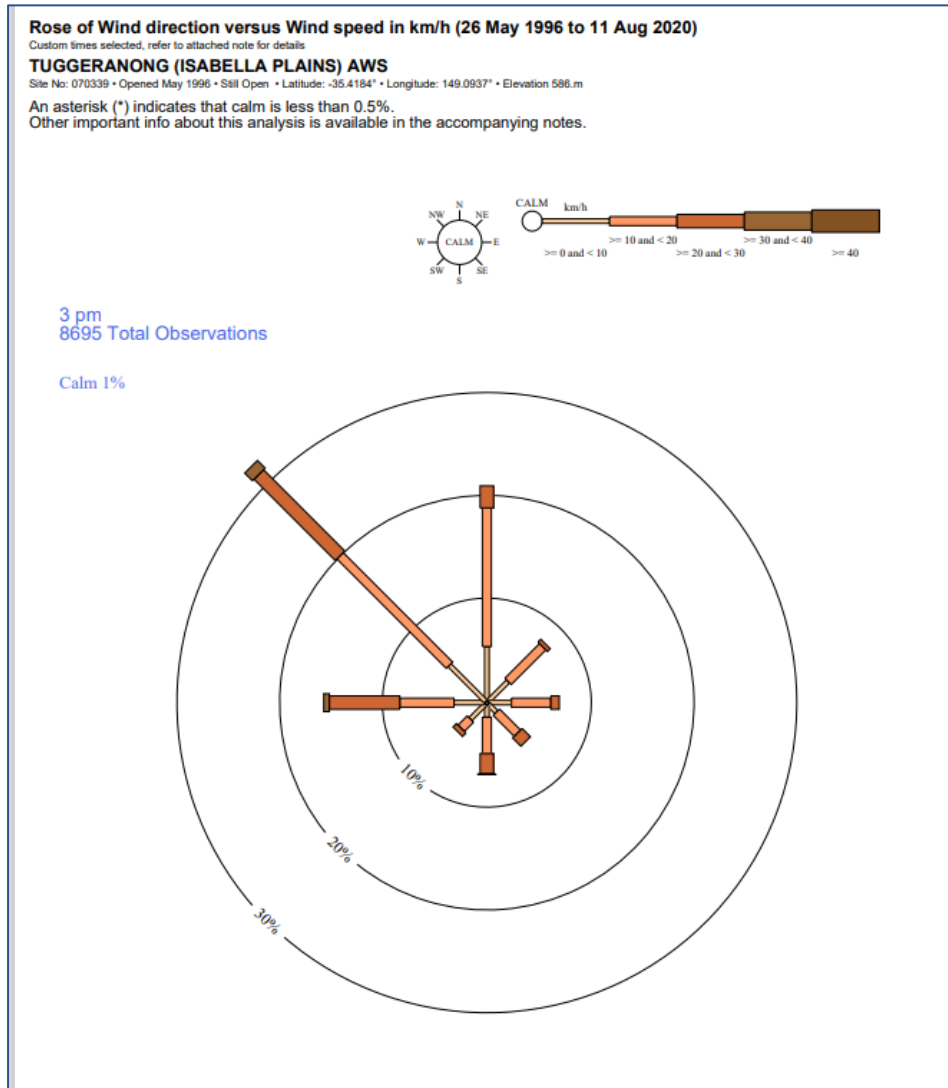 Rose of Wind direction versus Wind speed in km/h (26 May 1996 to 11 Aug 2020)
Custom times selected, refer to attached note for details
TUGGERANONG (ISABELLA PLAINS) AWS
Site No: 070339 • Opened May 1996 • Still Open • Latitude: -35.4184° • Longitude: 149.0937° • Elevation 586.m
An asterisk (*) indicates that calm is less than 0.5%.
Other important info about this analysis is available in the accompanying notes.
N
NW NE
W CALM E
SW SE
S
CALM km/h
>= 10 and < 20 >= 30 and < 40
>= 0 and < 10 >= 20 and < 30 >= 40
3 pm
8695 Total Observations
Calm 1%
10%
20%
30%